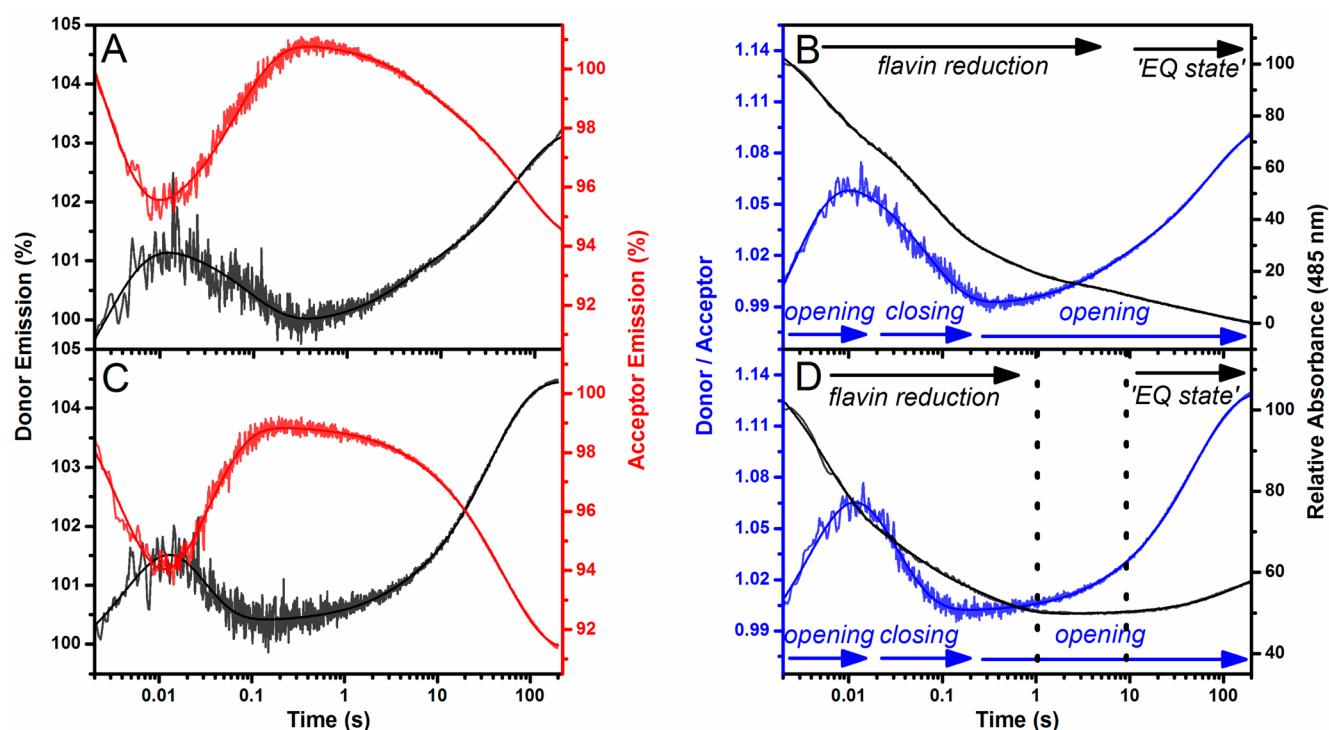 A
105
104
103
102
101
100
105
104
103
102
101
100
Donor Emission (%)
100
98
96
94
92
100
98
96
94
92
Acceptor Emission (%)
C
0.01 0.1 1 10 100
Time (s)
B
flavin reduction
'EQ state'
1.14
1.11
1.08
1.05
1.02
0.99
opening closing opening
100
80
60
40
20
0
D
flavin reduction
'EQ state'
1.14
1.11
1.08
1.05
1.02
0.99
Donor / Acceptor
opening closing opening
100
80
60
40
Relative Absorbance (485 nm)
0.01 0.1 1 10 100
Time (s)